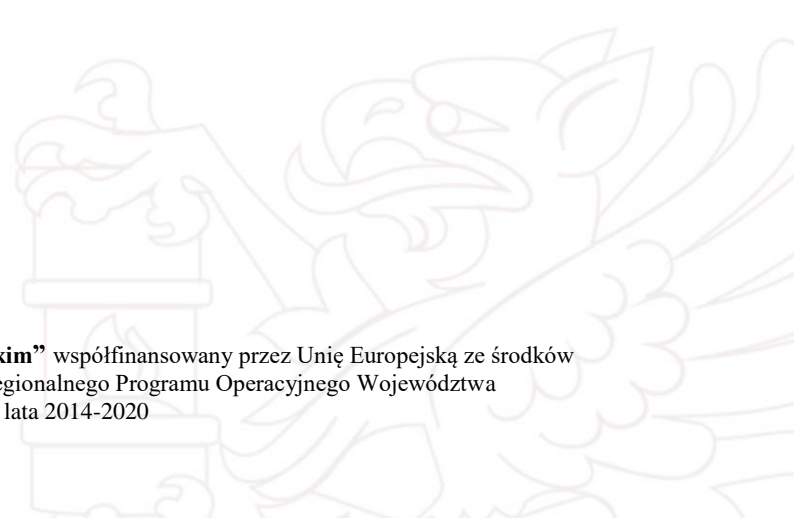 kim” współfinansowany przez Unię Europejską ze środków
egionalnego Programu Operacyjnego Województwa
lata 2014-2020